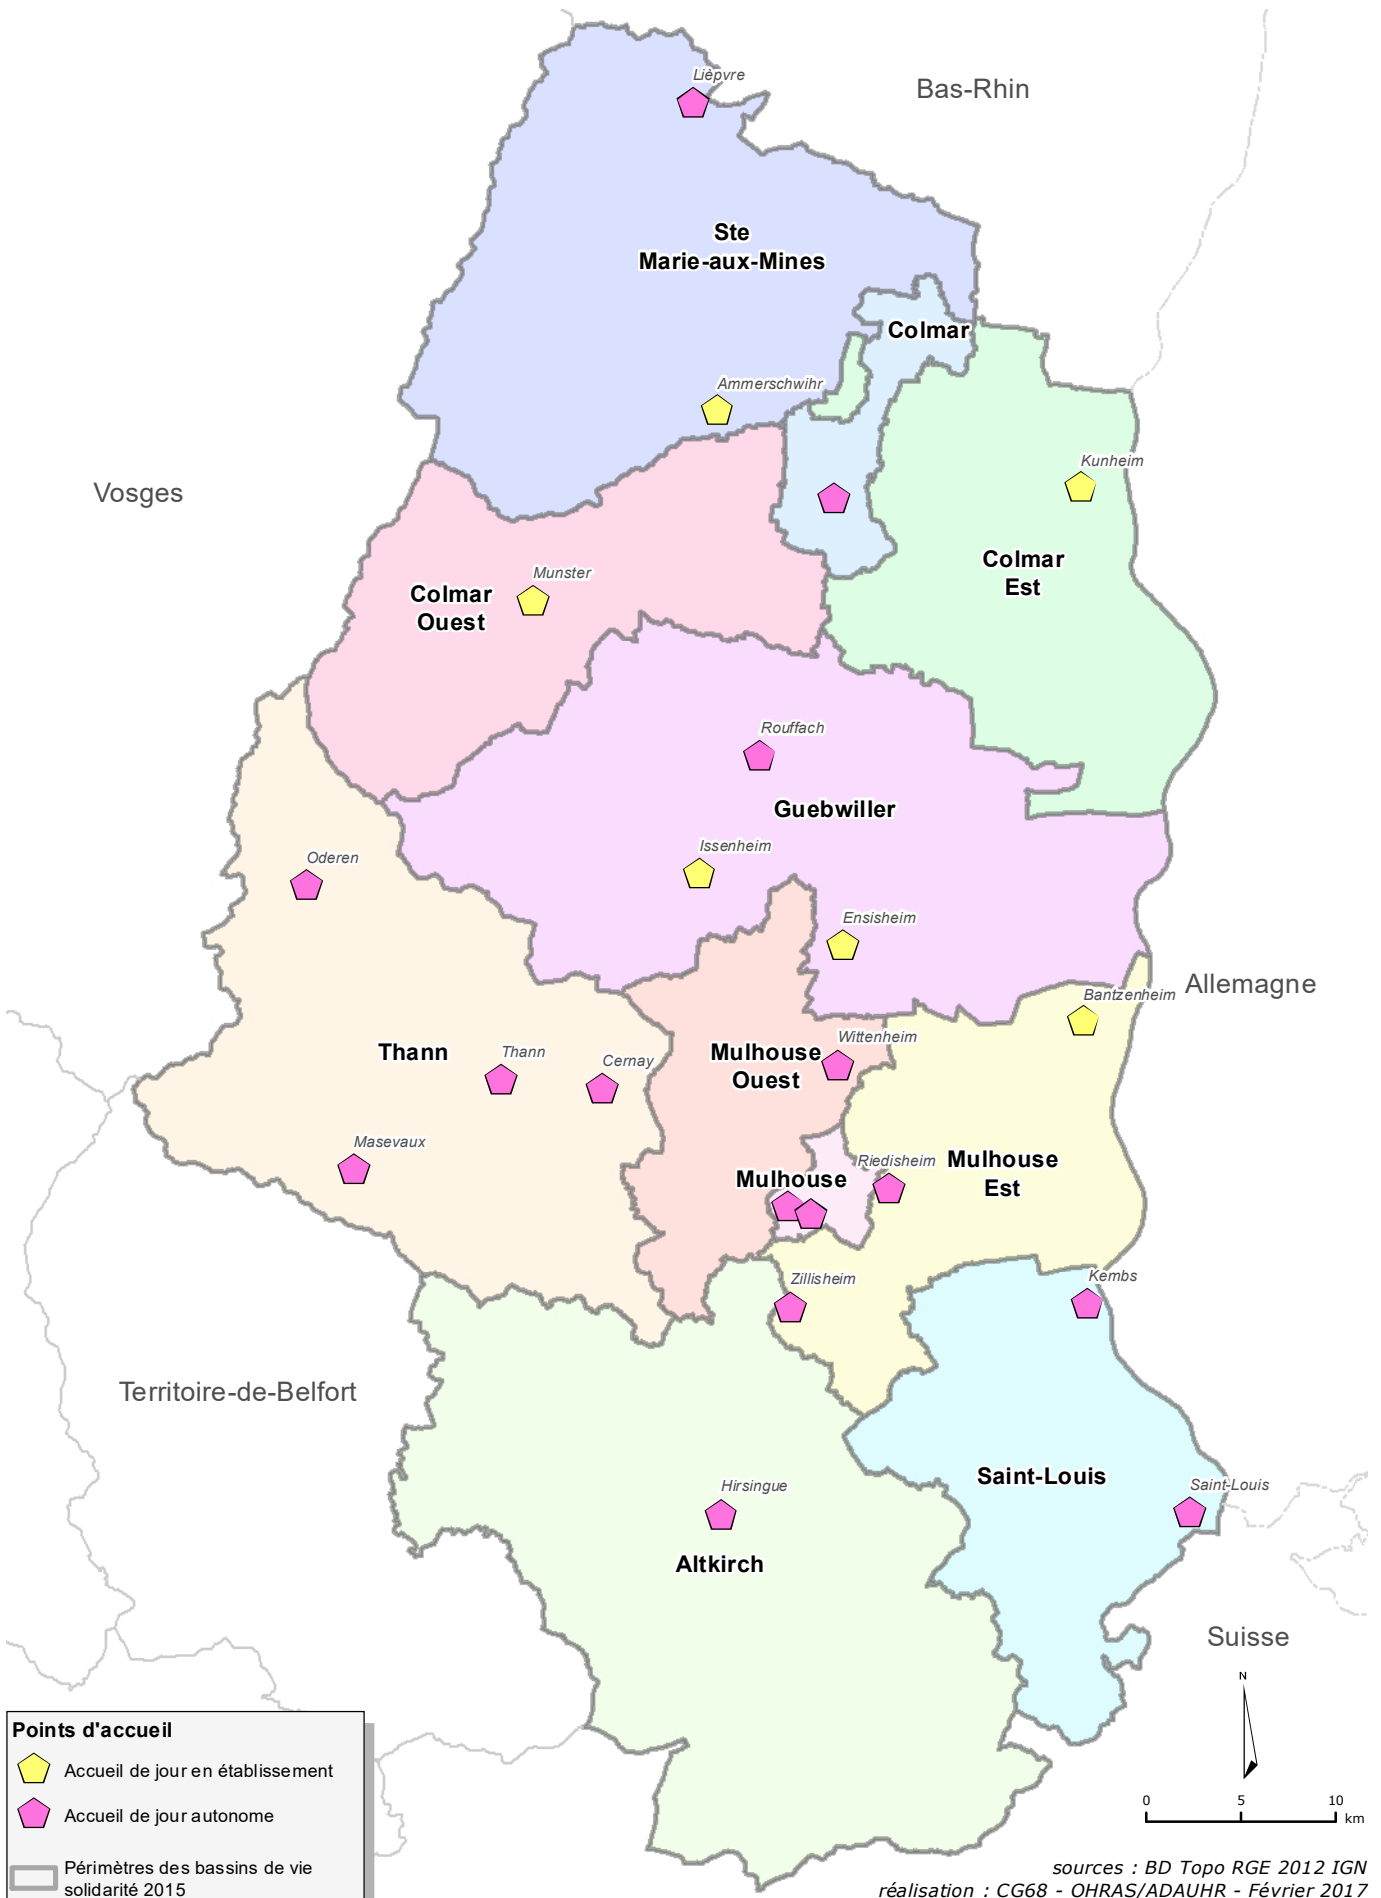 Lièpvre
Bas-Rhin
Ste
Marie-aux-Mines
Colmar
Ammerschwihr
Kunheim
Vosges
Colmar
Est
Munster
Colmar
Ouest
Rouffach
Guebwiller
Issenheim
Oderen
Ensisheim
Allemagne
Bantzenheim
Wittenheim
Thann
Thann
Cernay
Mulhouse
Ouest
Masevaux
Riedisheim
Mulhouse
Est
Mulhouse
Zillisheim
Kembs
Territoire-de-Belfort
Saint-Louis
Saint-Louis
Hirsingue
Altkirch
Suisse
N
Points d'accueil
Accueil de jour en établissement
Accueil de jour autonome
Périmètres des bassins de vie
solidarité 2015
0 5 10
km
sources : BD Topo RGE 2012 IGN
réalisation : CG68 - OHRAS/ADAUHR - Février 2017